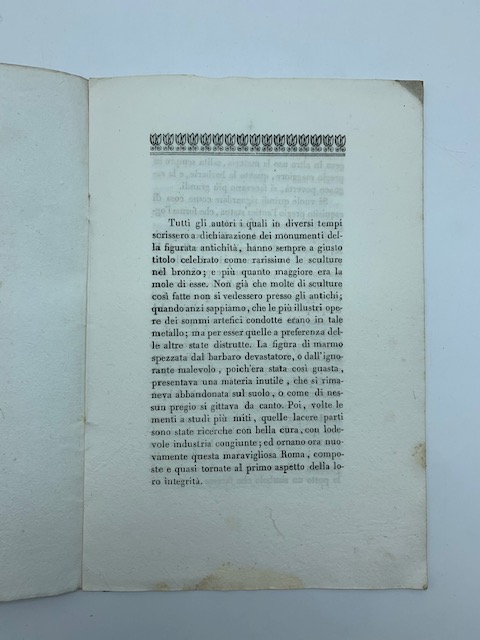 Tutti gli autori i quali in diversi tempi
scrissero a dichiarazione dei monumenti del-
la figurata antichità, hanno sempre a giusto
titolo celebrato come rarissime le sculture
nel bronzo; e più quanto maggiore era la
mole di esse. Non già che molte di sculture
così fatte non si vedessero presso gli antichi;
quando anzi sappiamo, che le più illustri ope-
re dei sommi artefici condotte erano in tale
metallo; ma per esser quelle a preferenza del-
le altre state distrutte. La figura di marmo
spezzata dal barbaro devastatore, o dall'igno-
rante malevolo, poich'era stata così guasta,
presentava una materia inutile, che si rima-
neva abbandonata sul suolo, o come di nes-
sun pregio si gittava da canto. Poi, volte le
menti a studi più miti, quelle lacere parti
sono state ricerche con bella cura, con lode-
vole industria congiunte; ed ornano ora nuo-
vamente questa maravigliosa Roma, compo-
ste e quasi tornate al primo aspetto della lo-
ro integrità.